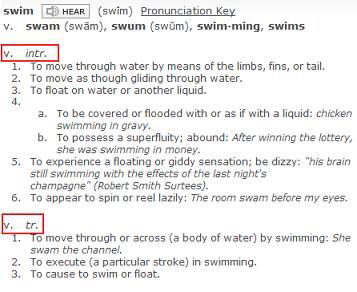 swim HEAR (swĭm) Pronunciation Key
v. swam (swăm), swum (swŭm), swim·ming, swims
v. intr.
1. To move through water by means of the limbs, fins, or tail.
2. To move as though gliding through water.
3. To float on water or another liquid.
4.
a. To be covered or flooded with or as if with a liquid: chicken
swimming in gravy.
b. To possess a superfluity; abound: After winning the lottery,
she was swimming in money.
5. To experience a floating or giddy sensation; be dizzy: "his brain
still swimming with the effects of the last night's
champagne" (Robert Smith Surtees).
6. To appear to spin or reel lazily: The room swam before my eyes.
v. tr.
1. To move through or across (a body of water) by swimming: She
swam the channel.
2. To execute (a particular stroke) in swimming.
3. To cause to swim or float.